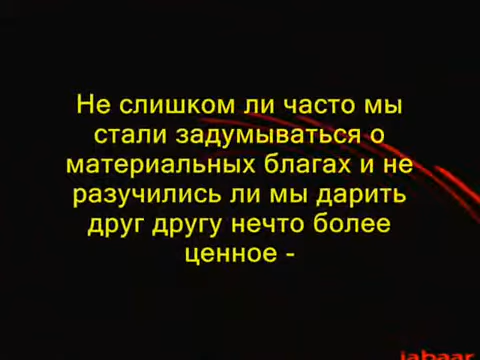 Не слишком ли часто мы
стали задумываться о
материальных благах и не
разучились ли мы дарить
друг другу нечто более
ценное -